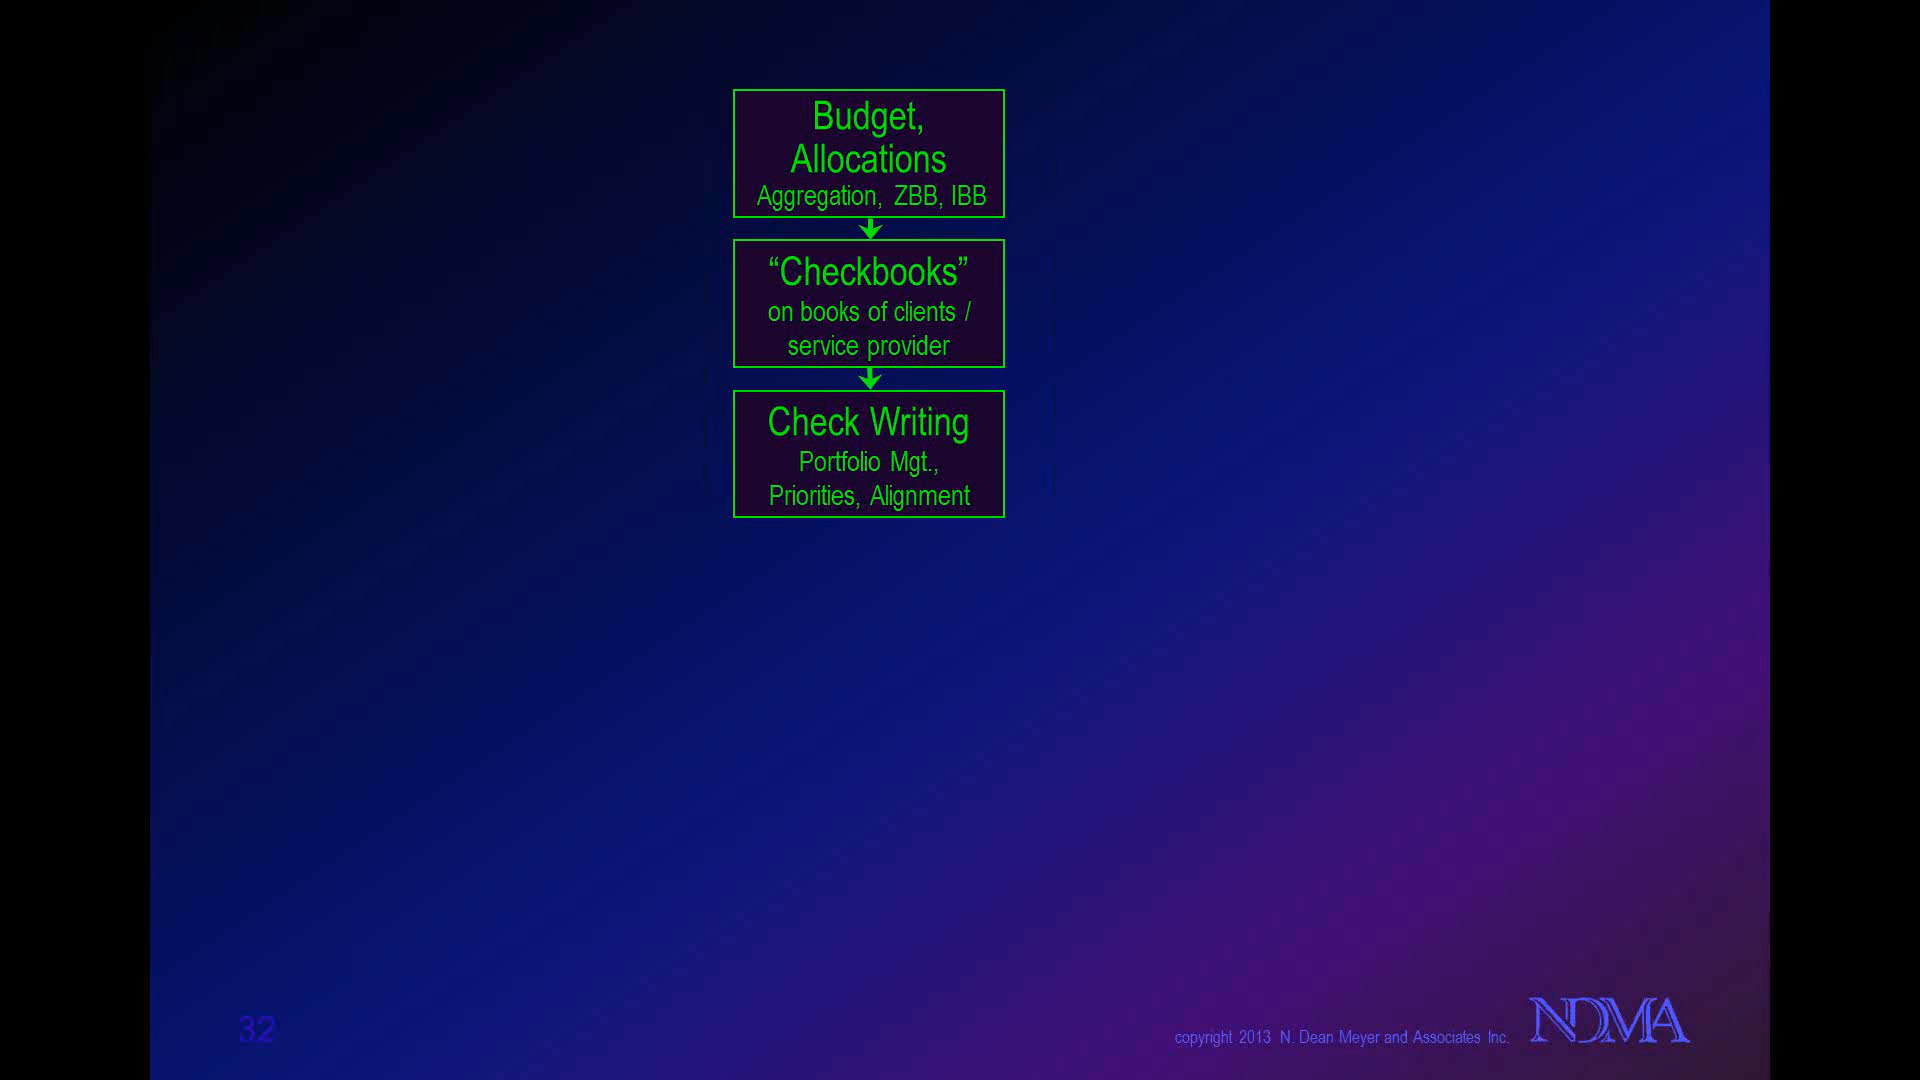 Budget,
Allocations
Aggregation, ZBB, IBB
“Checkbooks”
on books of clients /
service provider
Check Writing
Portfolio Mgt.,
Priorities, Alignment
32
copyright 2013 N. Dean Meyer and Associates Inc.
NDMA